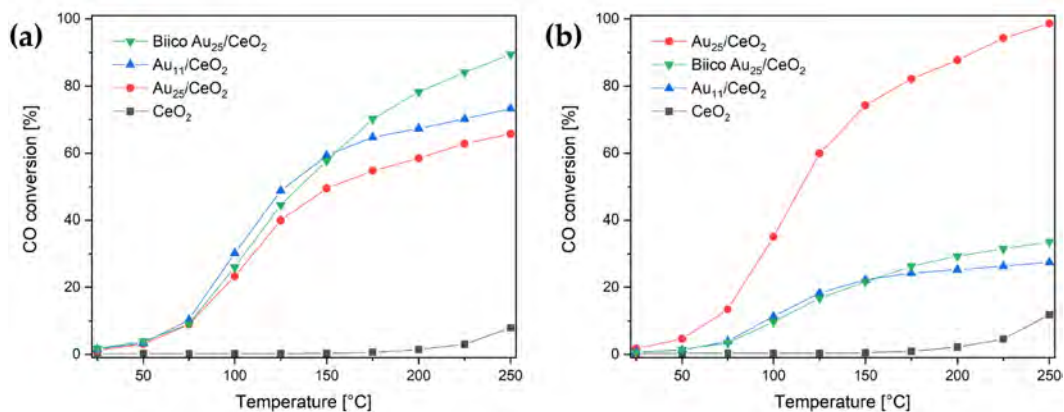 (a)
100
80
60
40
20
0
CO conversion [%]
Biico Au₂₅/CeO₂
Au₁₁/CeO₂
Au₂₅/CeO₂
CeO₂
50
100
150
200
250
Temperature [°C]
(b)
100
80
60
40
20
0
CO conversion [%]
Au₂₅/CeO₂
Biico Au₂₅/CeO₂
Au₁₁/CeO₂
CeO₂
50
100
150
200
250
Temperature [°C]